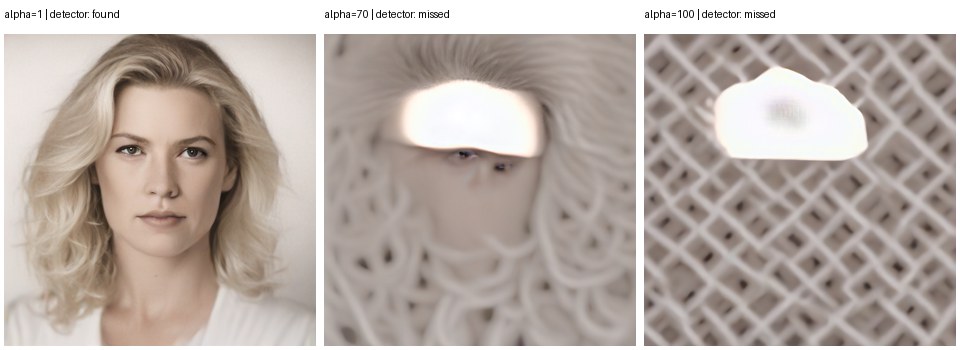 alpha=1 | detector: found
alpha=70 | detector: missed
alpha=100 | detector: missed